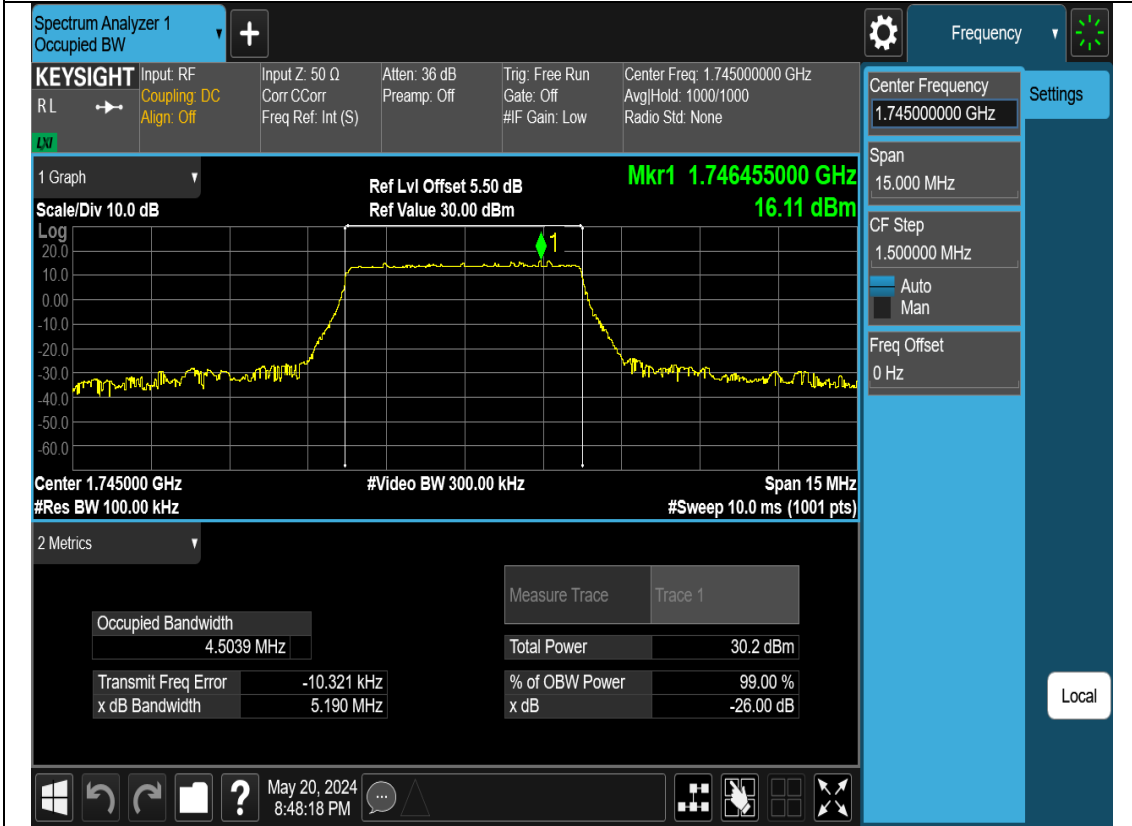 Spectrum Analyzer 1
Occupied BW
Frequency
KEYSIGHT
R L
LXI
Input: RF
Coupling: DC
Align: Off
Input Z: 50 Ω
Corr CCorr
Freq Ref: Int (S)
Atten: 36 dB
Preamp: Off
Trig: Free Run
Gate: Off
#IF Gain: Low
Center Freq: 1.745000000 GHz
Avg|Hold: 1000/1000
Radio Std: None
Center Frequency
1.745000000 GHz
Settings
Span
15.000 MHz
CF Step
1.500000 MHz
Auto
Man
Freq Offset
0 Hz
Local
1 Graph
Scale/Div 10.0 dB
Ref Lvl Offset 5.50 dB
Ref Value 30.00 dBm
Mkr1 1.746455000 GHz
16.11 dBm
Log
1
20.0
10.0
0.00
-10.0
-20.0
-30.0
-40.0
-50.0
-60.0
Center 1.745000 GHz
#Res BW 100.00 kHz
#Video BW 300.00 kHz
Span 15 MHz
#Sweep 10.0 ms (1001 pts)
2 Metrics
Measure Trace Trace 1
Occupied Bandwidth
4.5039 MHz
Total Power 30.2 dBm
Transmit Freq Error -10.321 kHz
% of OBW Power 99.00 %
x dB Bandwidth 5.190 MHz
x dB -26.00 dB
?
May 20, 2024
8:48:18 PM